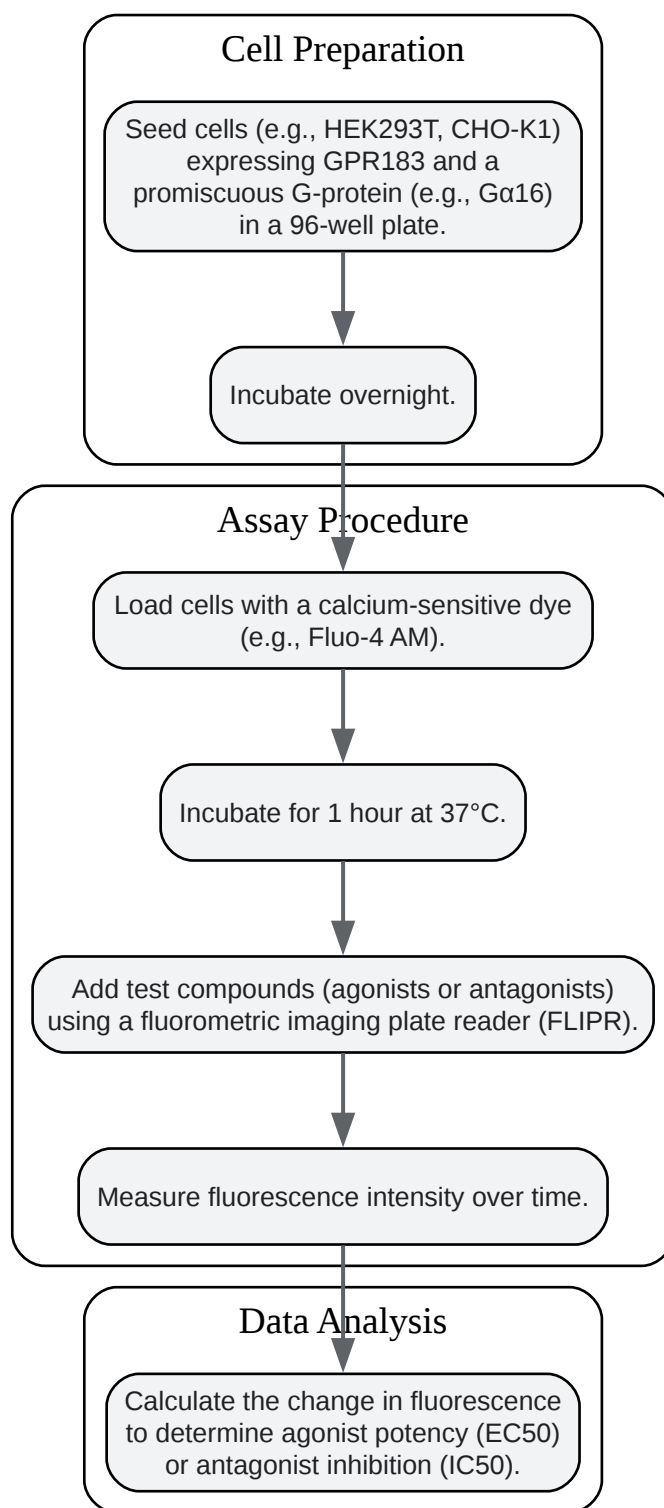 Cell Preparation
Seed cells (e.g., HEK293T, CHO-K1)
expressing GPR183 and a
promiscuous G-protein (e.g., Gα16)
in a 96-well plate.
Incubate overnight.
Assay Procedure
Load cells with a calcium-sensitive dye
(e.g., Fluo-4 AM).
Incubate for 1 hour at 37°C.
Add test compounds (agonists or antagonists)
using a fluorometric imaging plate reader (FLIPR).
Measure fluorescence intensity over time.
Data Analysis
Calculate the change in fluorescence
to determine agonist potency (EC50)
or antagonist inhibition (IC50).